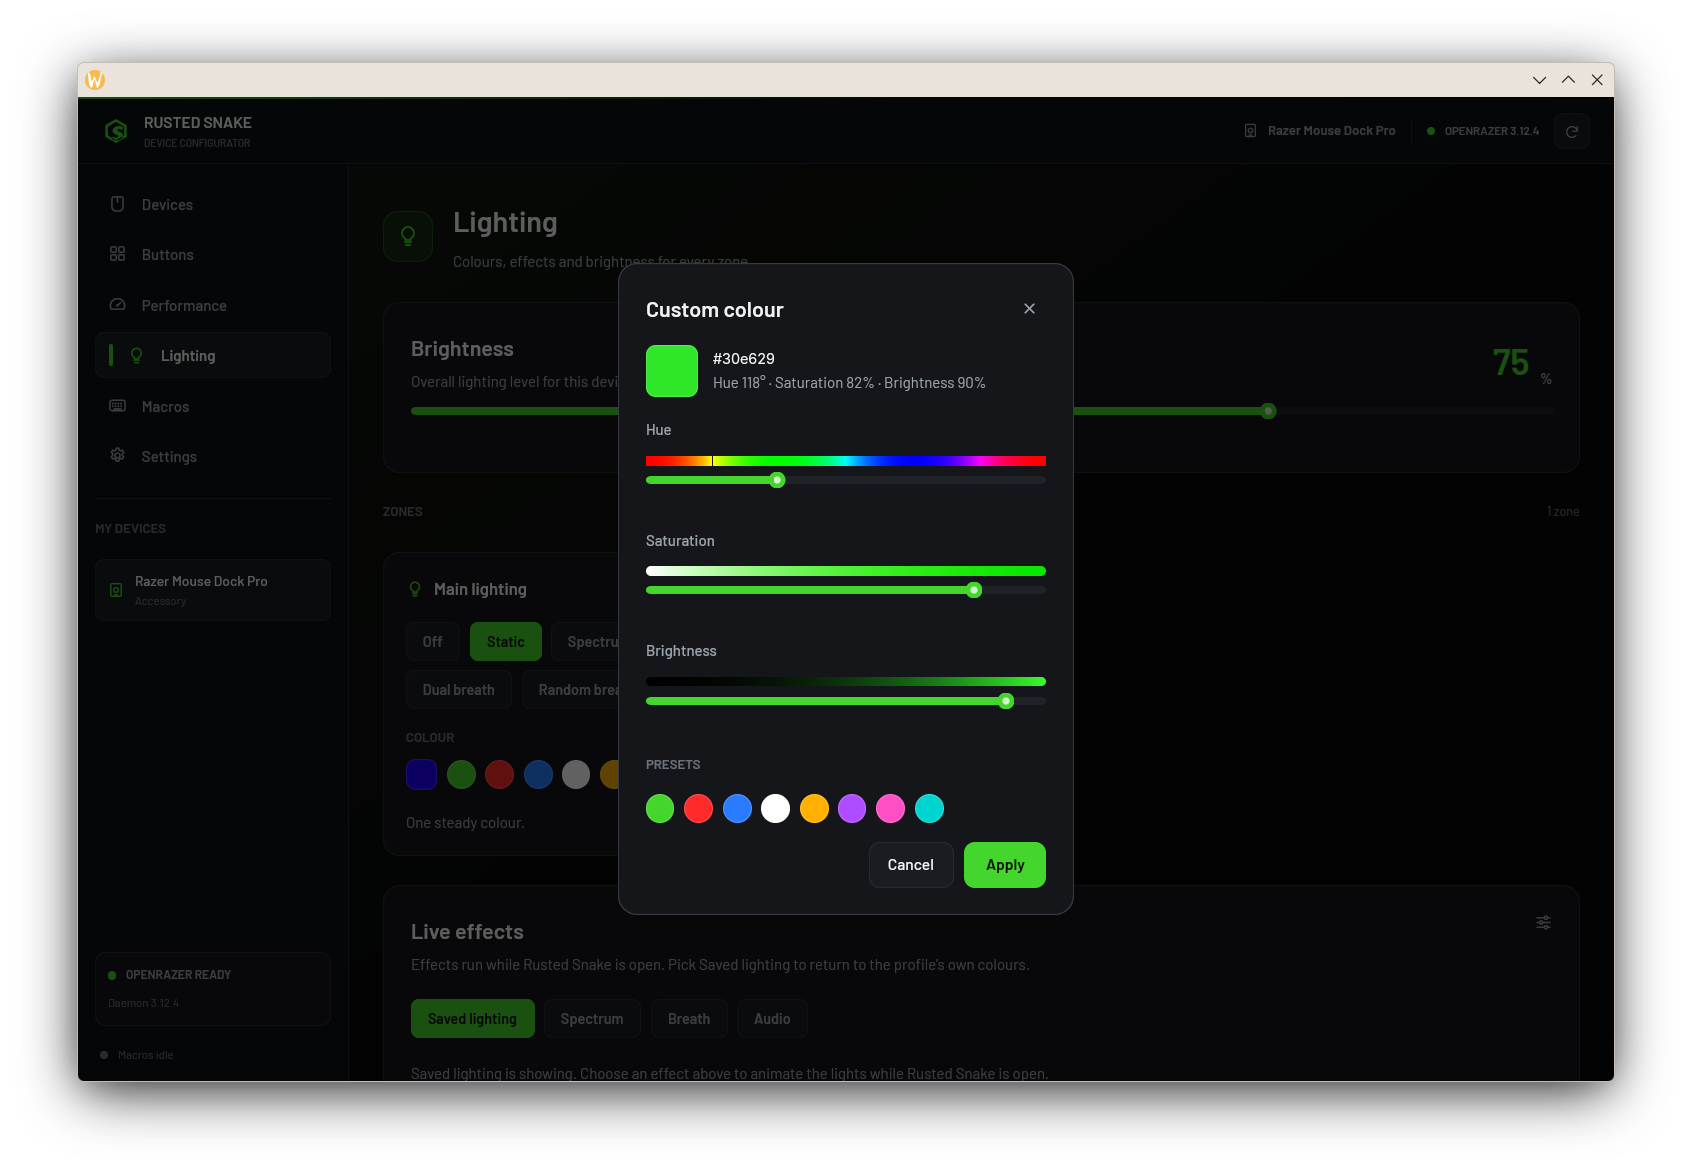 RUSTED SNAKE
DEVICE CONFIGURATOR
Razer Mouse Dock Pro
OPENRAZER 3.12.4
Devices
Buttons
Performance
Lighting
Macros
Settings
MY DEVICES
Razer Mouse Dock Pro
Accessory
OPENRAZER READY
Daemon 3.12.4
Macros idle
Lighting
Colours, effects and brightness for every zone
Brightness
Overall lighting level for this devi
75 %
ZONES
1 zone
Main lighting
Off
Static
Spectru
Dual breath
Random brea
COLOUR
One steady colour.
Custom colour
#30e629
Hue 118° · Saturation 82% · Brightness 90%
Hue
Saturation
Brightness
PRESETS
Cancel
Apply
Live effects
Effects run while Rusted Snake is open. Pick Saved lighting to return to the profile's own colours.
Saved lighting
Spectrum
Breath
Audio
Saved lighting is showing. Choose an effect above to animate the lights while Rusted Snake is open.